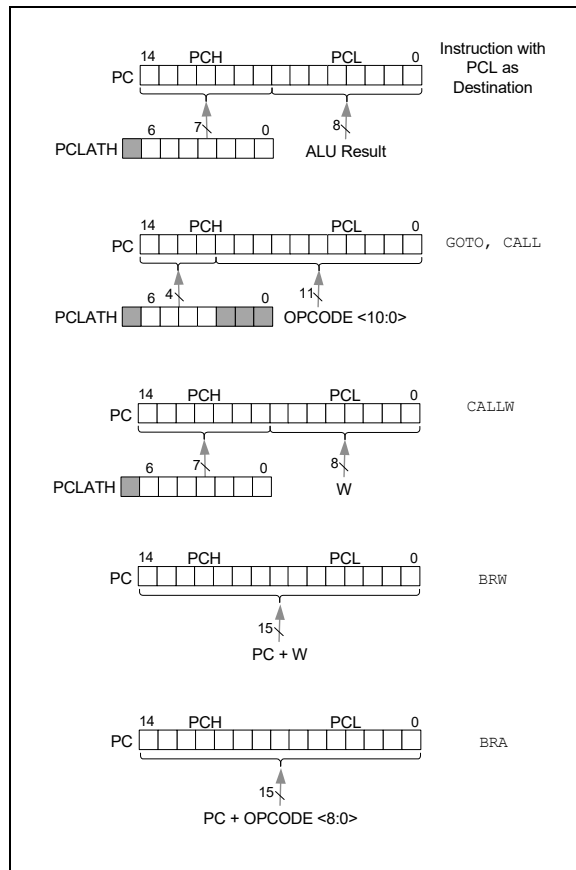 14 PCH PCL 0 Instruction with
PC PCL as
Destination
6 7 0 8
PCLATH ALU Result
14 PCH PCL 0
PC GOTO, CALL
6 4 0 11
PCLATH OPCODE <10:0>
14 PCH PCL 0
PC CALLW
6 7 0 8
PCLATH W
14 PCH PCL 0
PC BRW
15
PC + W
14 PCH PCL 0
PC BRA
15
PC + OPCODE <8:0>